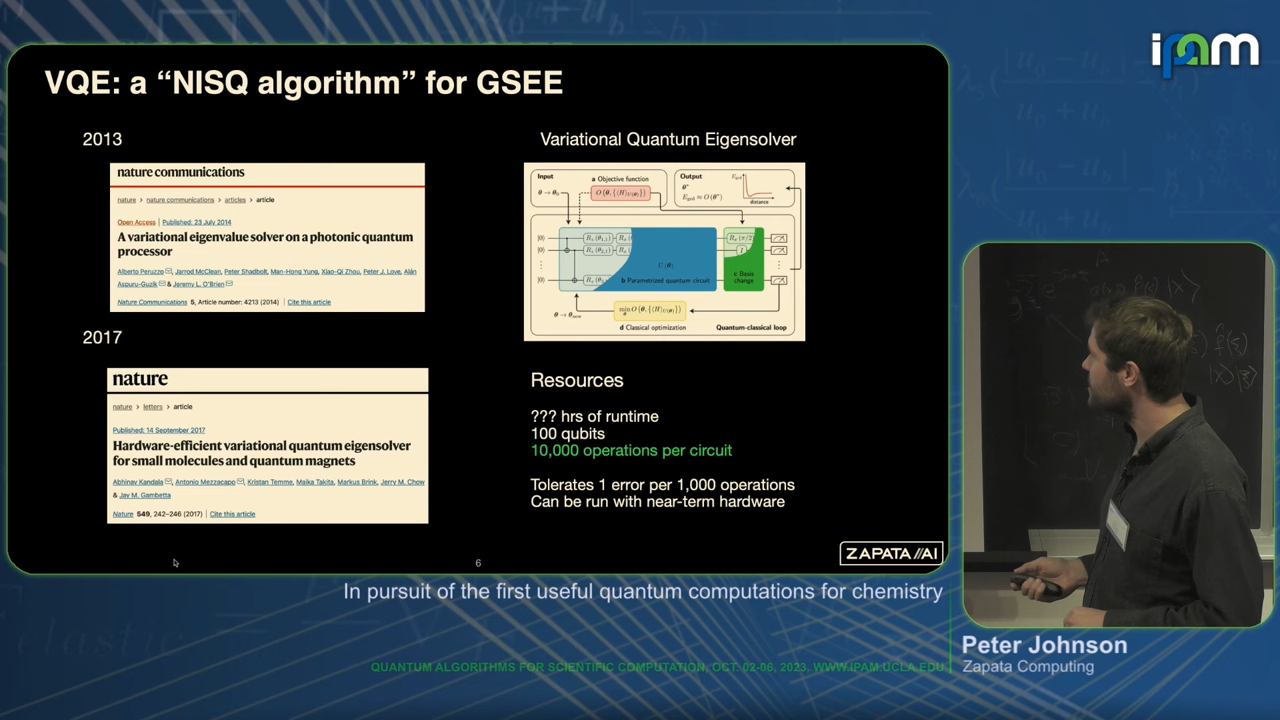 ipam
VQE: a “NISQ algorithm” for GSEE
2013
nature communications
nature > nature communications > articles > article
Open Access | Published: 23 July 2014
A variational eigenvalue solver on a photonic quantum
processor
Alberto Peruzzo, Jarrod McClean, Peter Shadbolt, Man-Hong Yung, Xiao-Qi Zhou, Peter J. Love, Alán
Aspuru-Guzik & Jeremy L. O’Brien
Nature Communications 5, Article number: 4213 (2014) | Cite this article
2017
nature
nature > letters > article
Published: 14 September 2017
Hardware-efficient variational quantum eigensolver
for small molecules and quantum magnets
Abhinav Kandala, Antonio Mezzacapo, Kristan Temme, Maika Takita, Markus Brink, Jerry M. Chow
& Jay M. Gambetta
Nature 549, 242–246 (2017) | Cite this article
Variational Quantum Eigensolver
Input
a Objective function
Output
distance
U(θ)
b Parametrized quantum circuit
c Basis
change
d Classical optimization
Quantum-classical loop
Resources
??? hrs of runtime
100 qubits
10,000 operations per circuit
Tolerates 1 error per 1,000 operations
Can be run with near-term hardware
6
ZAPATA//AI
In pursuit of the first useful quantum computations for chemistry
Peter Johnson
Zapata Computing
QUANTUM ALGORITHMS FOR SCIENTIFIC COMPUTATION, OCT. 02-06, 2023, WWW.IPAM.UCLA.EDU